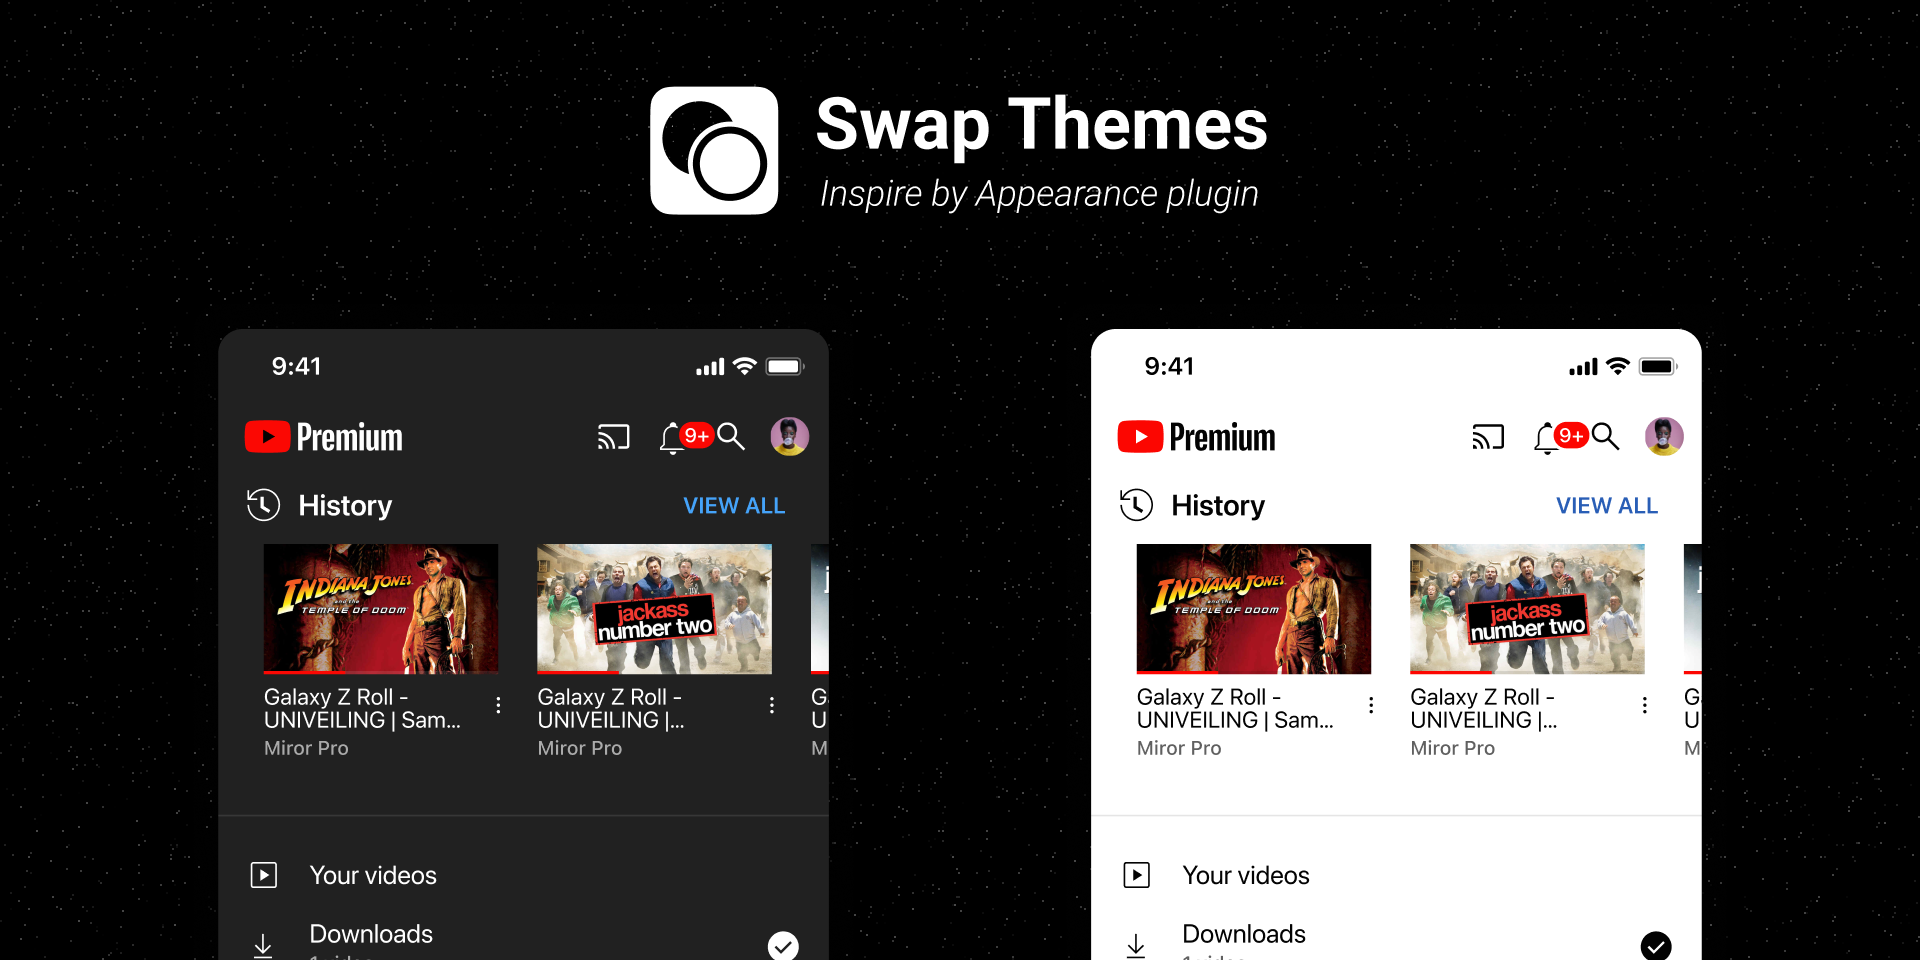 Swap Themes
Inspire by Appearance plugin
9:41
Premium
9+
History
VIEW ALL
INDIANA JONES
and the
TEMPLE OF DOOM
jackass
number two
Galaxy Z Roll -
UNIVEILING | Sam...
Miror Pro
Galaxy Z Roll -
UNIVEILING |...
Miror Pro
G
U
M
Your videos
Downloads
9:41
Premium
9+
History
VIEW ALL
INDIANA JONES
and the
TEMPLE OF DOOM
jackass
number two
Galaxy Z Roll -
UNIVEILING | Sam...
Miror Pro
Galaxy Z Roll -
UNIVEILING |...
Miror Pro
G
U
M
Your videos
Downloads